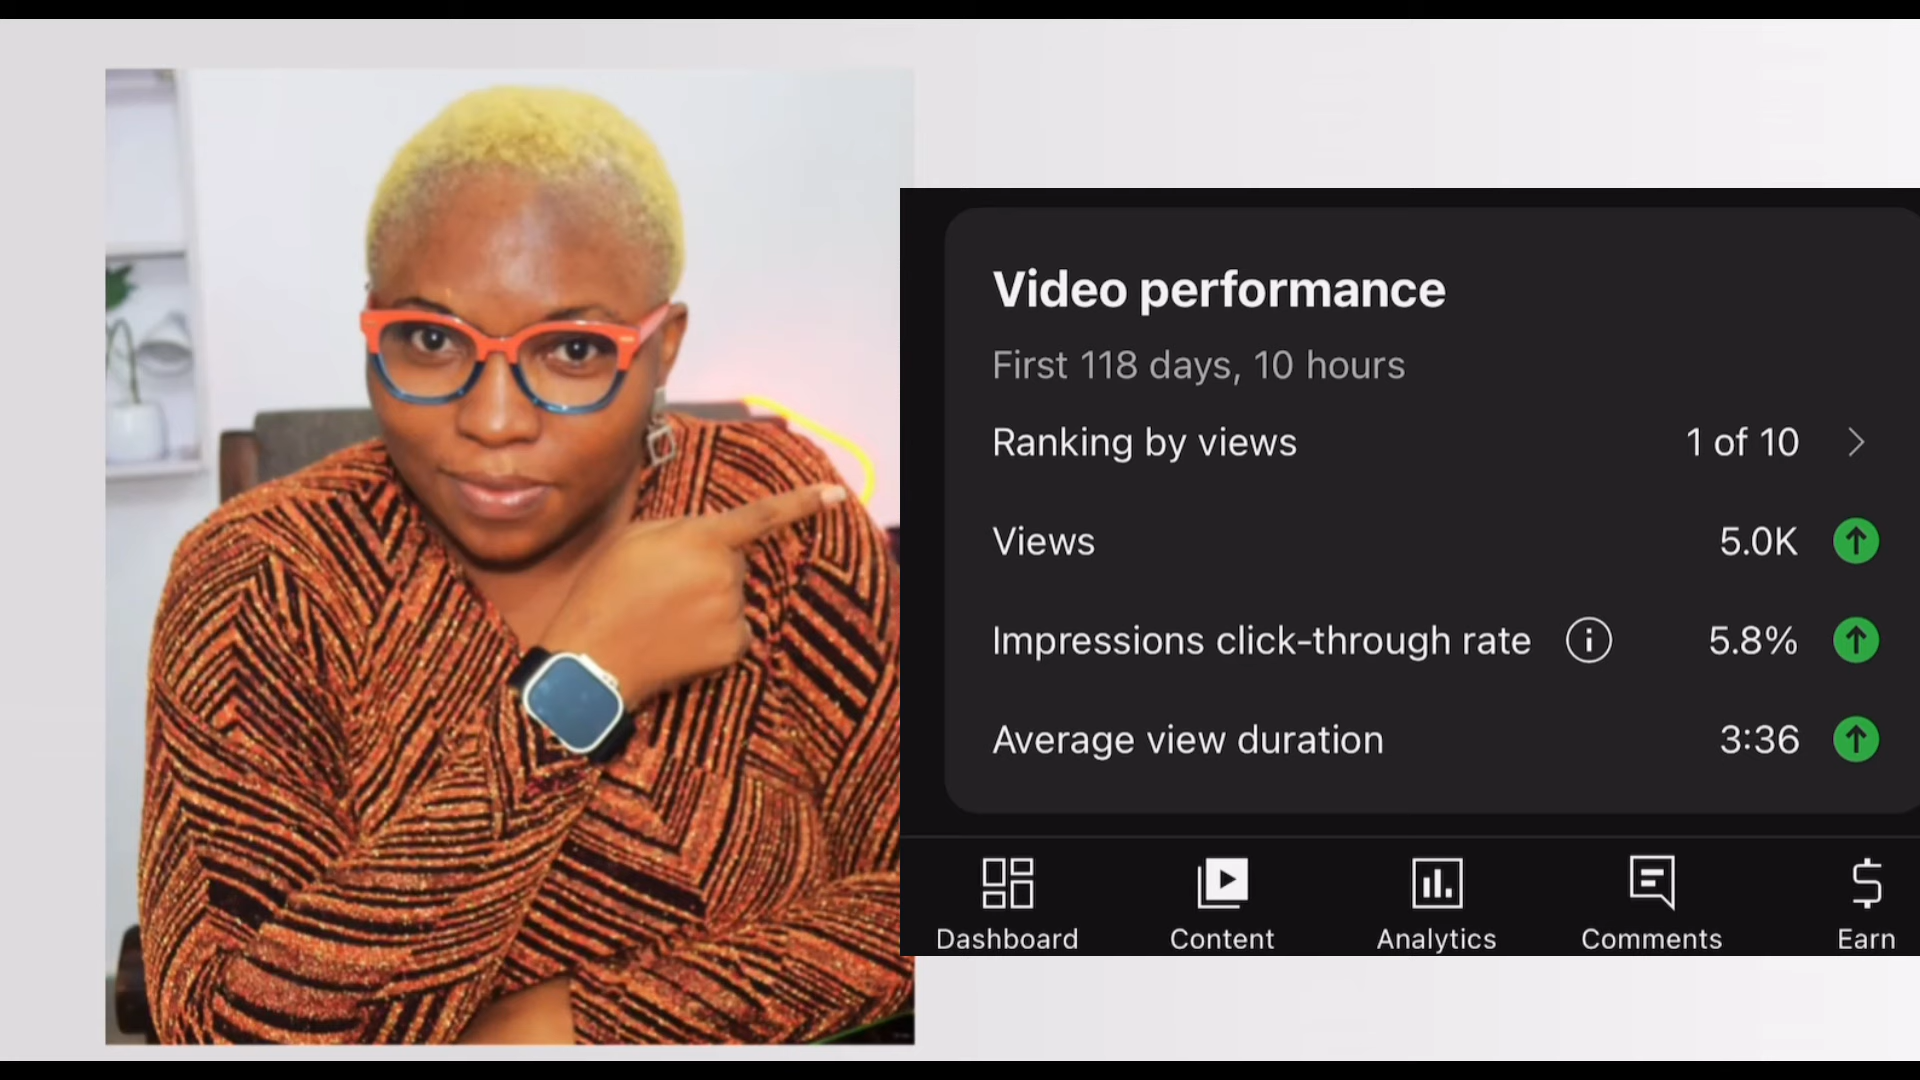 Video performance
First 118 days, 10 hours
Ranking by views 1 of 10
Views 5.0K
Impressions click-through rate 5.8%
Average view duration 3:36
Dashboard Content Analytics Comments Earn